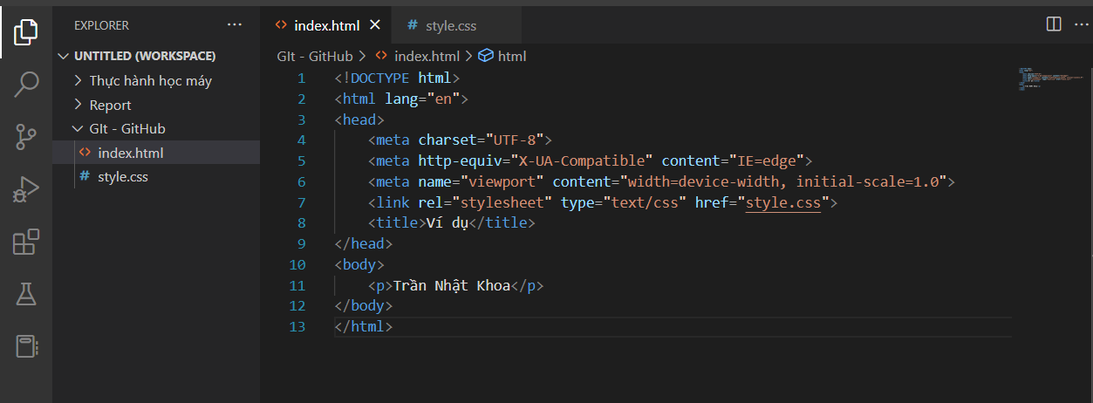 EXPLORER
UNTITLED (WORKSPACE)
Thực hành học máy
Report
GIt - GitHub
index.html
style.css
index.html
style.css
GIt - GitHub > index.html > html
1 <!DOCTYPE html>
2 <html lang="en">
3 <head>
4 <meta charset="UTF-8">
5 <meta http-equiv="X-UA-Compatible" content="IE=edge">
6 <meta name="viewport" content="width=device-width, initial-scale=1.0">
7 <link rel="stylesheet" type="text/css" href="style.css">
8 <title>Ví dụ</title>
9 </head>
10 <body>
11 <p>Trần Nhật Khoa</p>
12 </body>
13 </html>